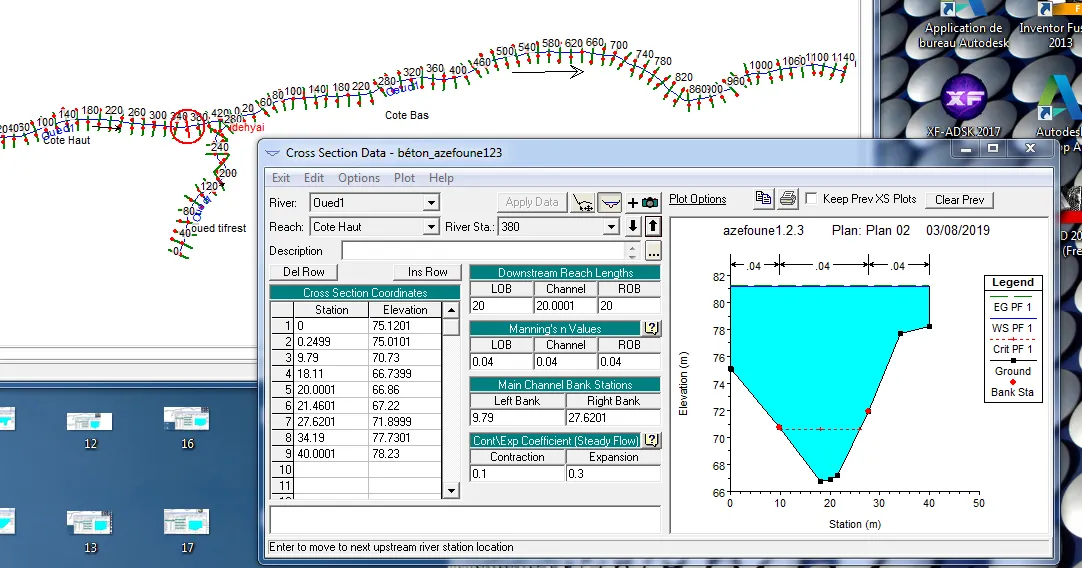 Application de
bureau Autodesk
Inventor Fus
2013
XF-ADSK 2017
Autodes
p A
D 20
(Fre
500 540 580 620 660 700
740
780
820
860 900 960 1000 1060 1100 1140
460
400
360
320
280
220
180
140
100
80
60
20
0
420
380
340
300
260
220
180
140
100
Oued1
Oued1
Cote Bas
Cote Haut
Idehyai
280
240
200
120
80
40
0
oued tifrest
Cross Section Data - béton_azefoune123
Exit Edit Options Plot Help
River: Oued1 Apply Data
Reach: Cote Haut River Sta.: 380
Description ...
Plot Options Keep Prev XS Plots Clear Prev
Del Row Ins Row
Cross Section Coordinates
Station Elevation
1 0 75.1201
2 0.2499 75.0101
3 9.79 70.73
4 18.11 66.7399
5 20.0001 66.86
6 21.4601 67.22
7 27.6201 71.8999
8 34.19 77.7301
9 40.0001 78.23
10
11
Downstream Reach Lengths
LOB Channel ROB
20 20.0001 20
Manning's n Values
LOB Channel ROB
0.04 0.04 0.04
Main Channel Bank Stations
Left Bank Right Bank
9.79 27.6201
Cont\Exp Coefficient (Steady Flow)
Contraction Expansion
0.1 0.3
azefoune1.2.3 Plan: Plan 02 03/08/2019
.04 .04 .04
82
80
78
76
74
72
70
68
66
Elevation (m)
0 10 20 30 40 50
Station (m)
Legend
EG PF 1
WS PF 1
Crit PF 1
Ground
Bank Sta
Enter to move to next upstream river station location
12
16
13
17